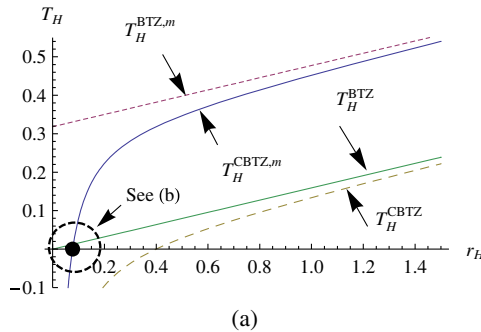 T_H
T_H^{BTZ,m}
0.5
0.4
T_H^{BTZ}
0.3
T_H^{CBTZ,m}
0.2
See (b)
0.1
T_H^{CBTZ}
0.2 0.4 0.6 0.8 1.0 1.2 1.4 r_H
−0.1
(a)